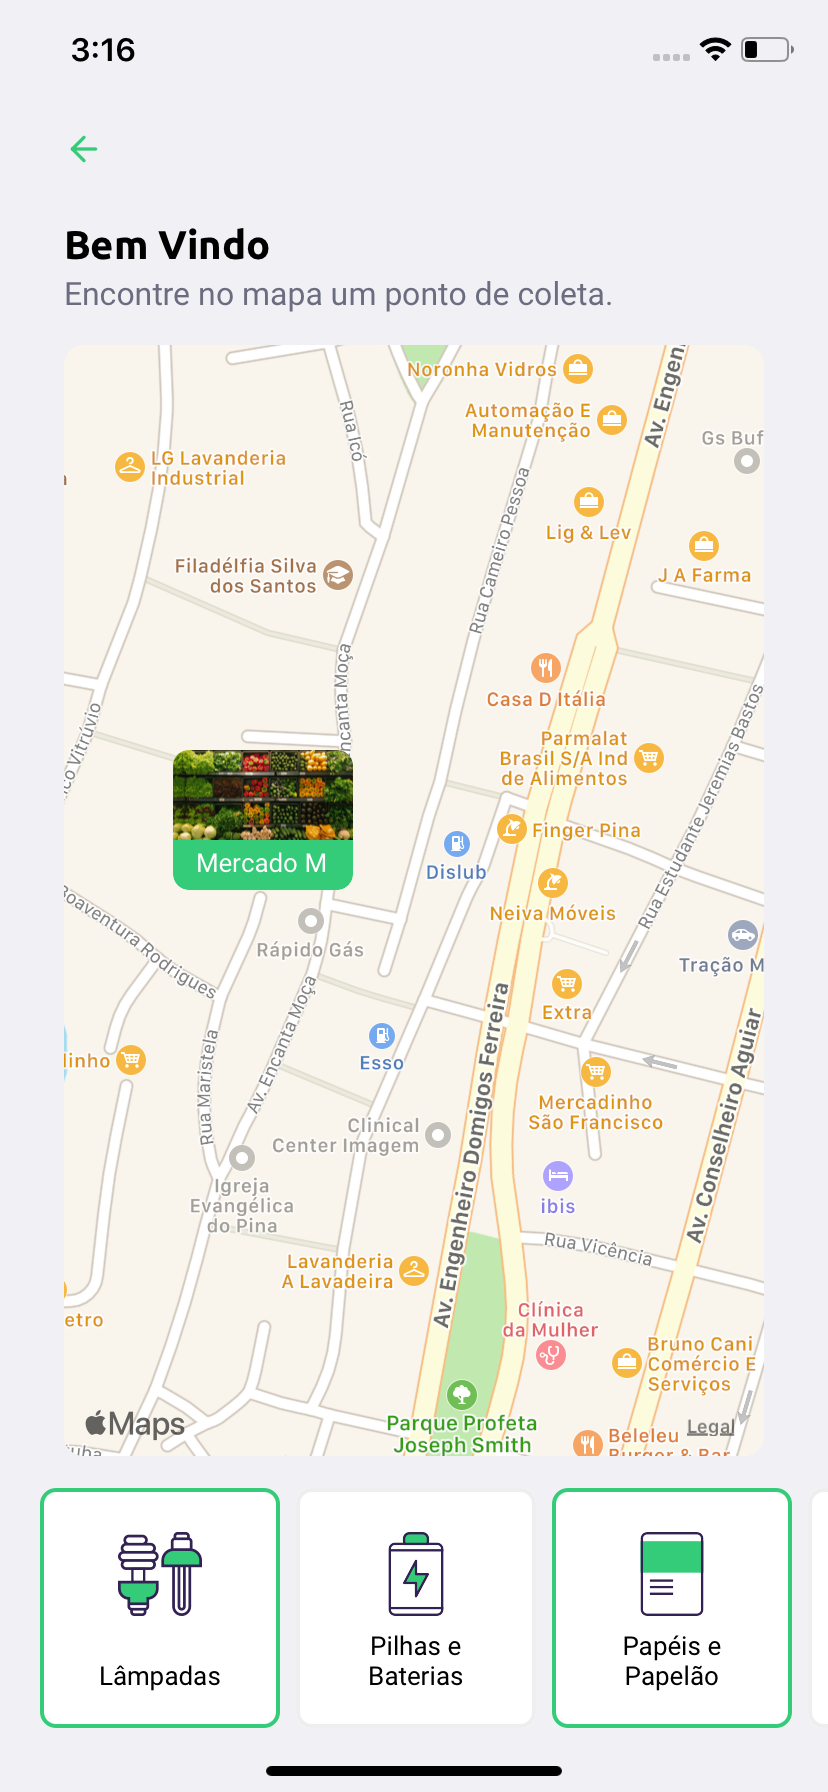 3:16
Bem Vindo
Encontre no mapa um ponto de coleta.
Noronha Vidros
Av. Engen
Automação E
Manutenção
Rua Icó
Gs Buf
LG Lavanderia
Industrial
Rua Carneiro Pessoa
Lig & Lev
Filadélfia Silva
dos Santos
J A Farma
ncanta Moça
Casa D Itália
Rua Estudante Jeremias Bastos
ico Vitrúvio
Parmalat
Brasil S/A Ind
de Alimentos
Finger Pina
Mercado M
Dislub
Neiva Móveis
Boaventura Rodrigues
Rápido Gás
Tração M
Av. Encanta Moça
Extra
Av. Engenheiro Domigos Ferreira
Rua Maristela
linho
Esso
Av. Conselheiro Aguiar
Mercadinho
São Francisco
Clinical
Center Imagem
Igreja
Evangélica
do Pina
ibis
Rua Vicência
Lavanderia
A Lavadeira
etro
Clínica
da Mulher
Bruno Cani
Comércio E
Serviços
Maps
Parque Profeta
Joseph Smith
Legal
Beleleu
Burger & Bar
uba
Lâmpadas
Pilhas e
Baterias
Papéis e
Papelão